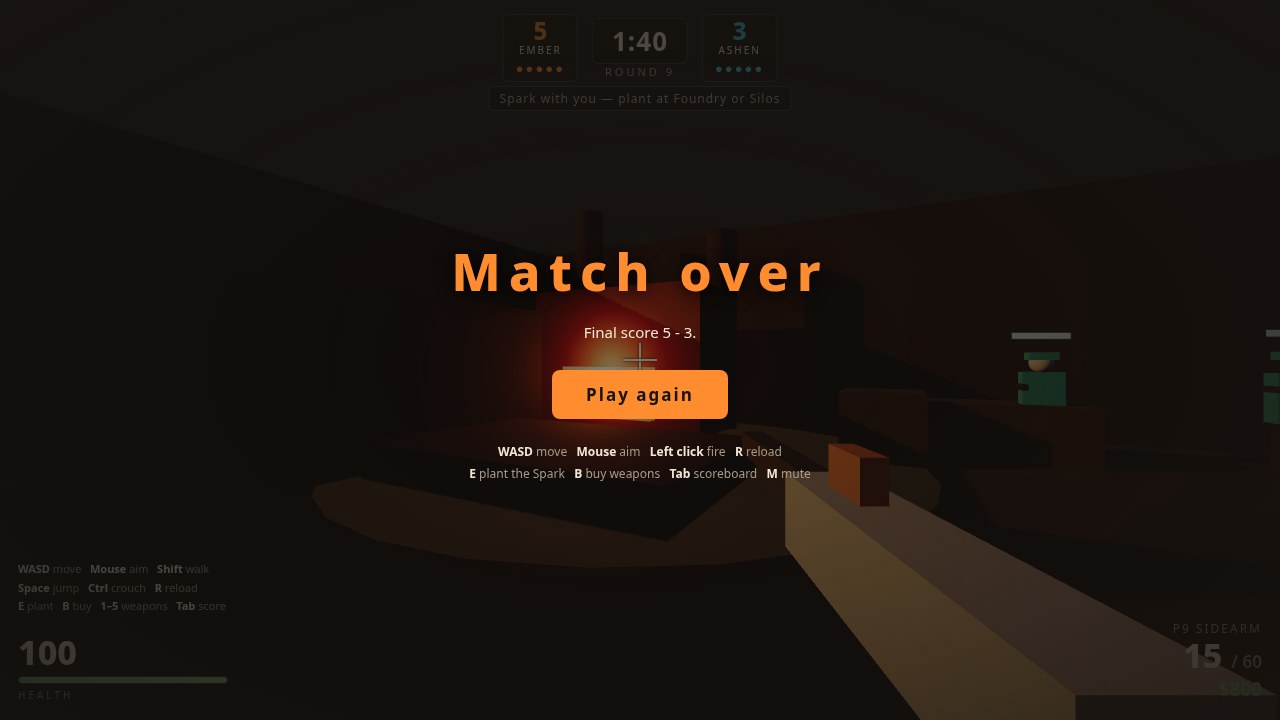 5
EMBER
1:40
ROUND 9
3
ASHEN
Spark with you — plant at Foundry or Silos
Match over
Final score 5 - 3.
Play again
WASD move Mouse aim Left click fire R reload
E plant the Spark B buy weapons Tab scoreboard M mute
WASD move Mouse aim Shift walk
Space jump Ctrl crouch R reload
E plant B buy 1–5 weapons Tab score
100
HEALTH
P9 SIDEARM
15 / 60
$800